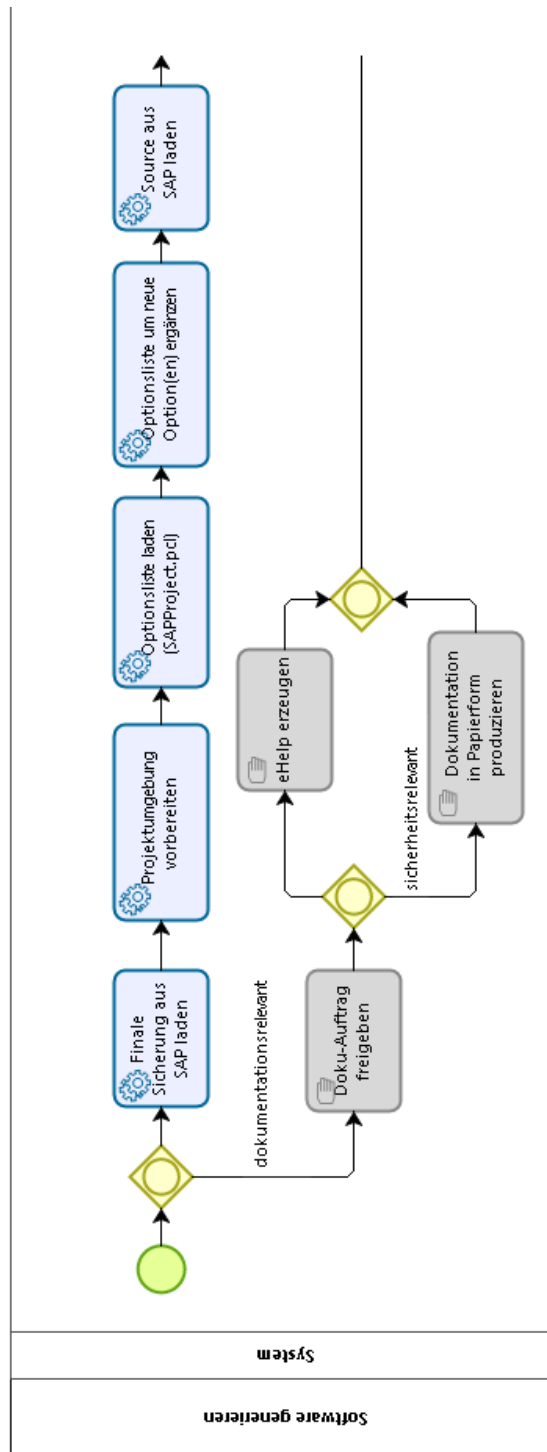 Software generieren
System
Finale
Sicherung aus
SAP laden
Projektumgebung
vorbereiten
Optionsliste laden
(SAPProject.pcl)
Optionsliste um neue
Option(en) ergänzen
Source aus
SAP laden
dokumentationsrelevant
Doku-Auftrag
freigeben
eHelp erzeugen
sicherheitsrelevant
Dokumentation
in Papierform
produzieren